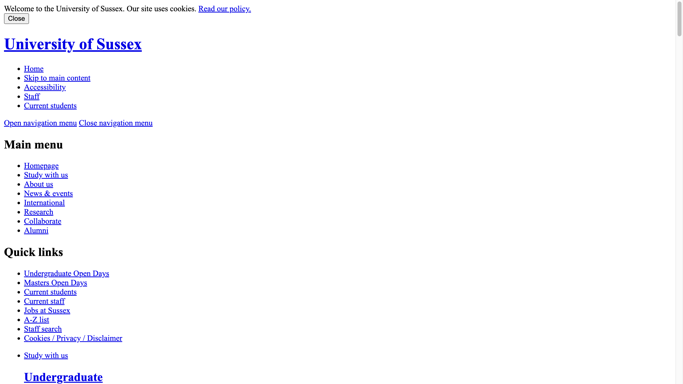 Welcome to the University of Sussex. Our site uses cookies. Read our policy.
Close
University of Sussex
Home
Skip to main content
Accessibility
Staff
Current students
Open navigation menu Close navigation menu
Main menu
Homepage
Study with us
About us
News & events
International
Research
Collaborate
Alumni
Quick links
Undergraduate Open Days
Masters Open Days
Current students
Current staff
Jobs at Sussex
A-Z list
Staff search
Cookies / Privacy / Disclaimer
Study with us
Undergraduate